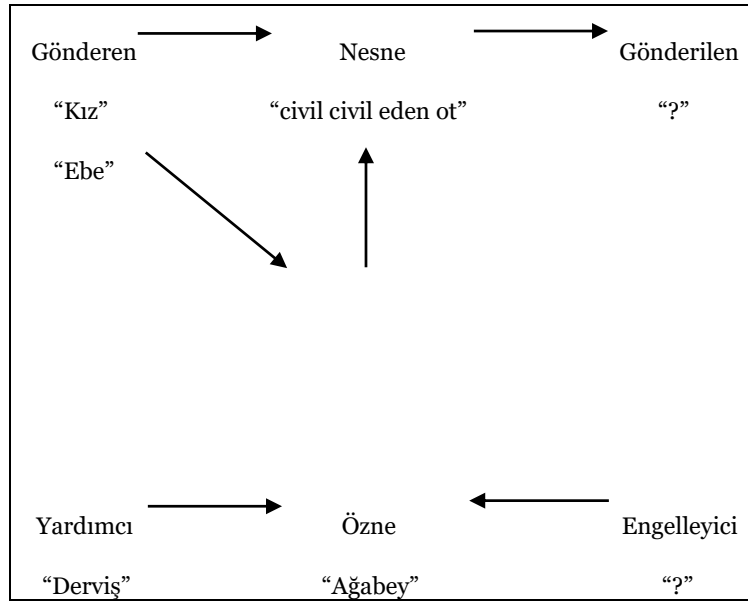 Gönderen Nesne Gönderilen
“Kız” “civil civil eden ot” “?”
“Ebe”
Yardımcı Özne Engelleyici
“Derviş” “Ağabey” “?”